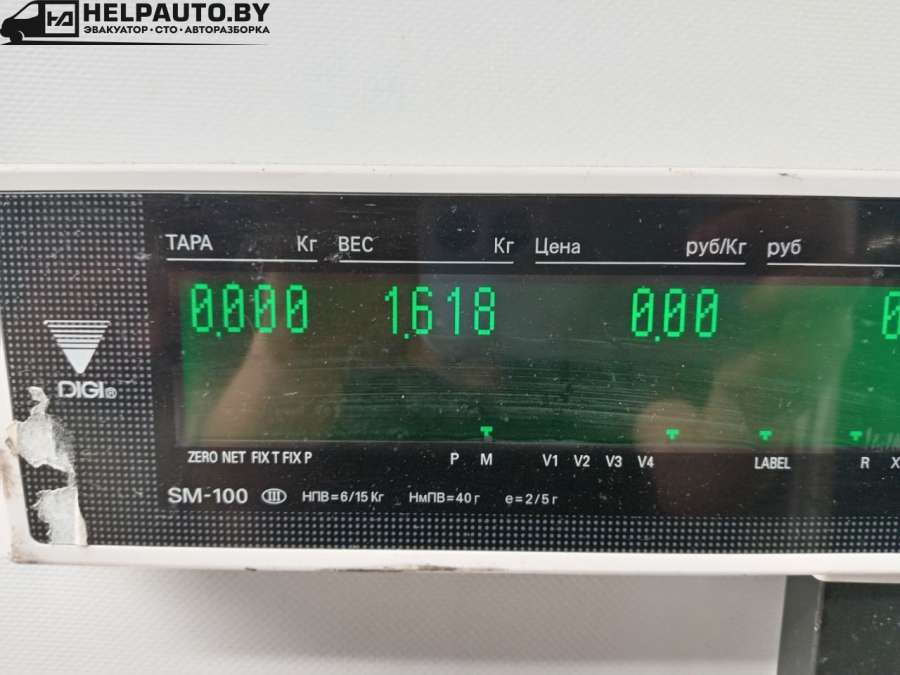 HELPAUTO.BY
ЭВАКУАТОР • СТО • АВТОРАЗБОРКА
ТАРА Кг ВЕС Кг Цена руб/Кг руб
0.000 1.618 0.00 0
DIGI®
ZERO NET FIX T FIX P P M V1 V2 V3 V4 LABEL R X
SM-100 III НПВ=6/15 Кг НмПВ=40 г e=2/5 г